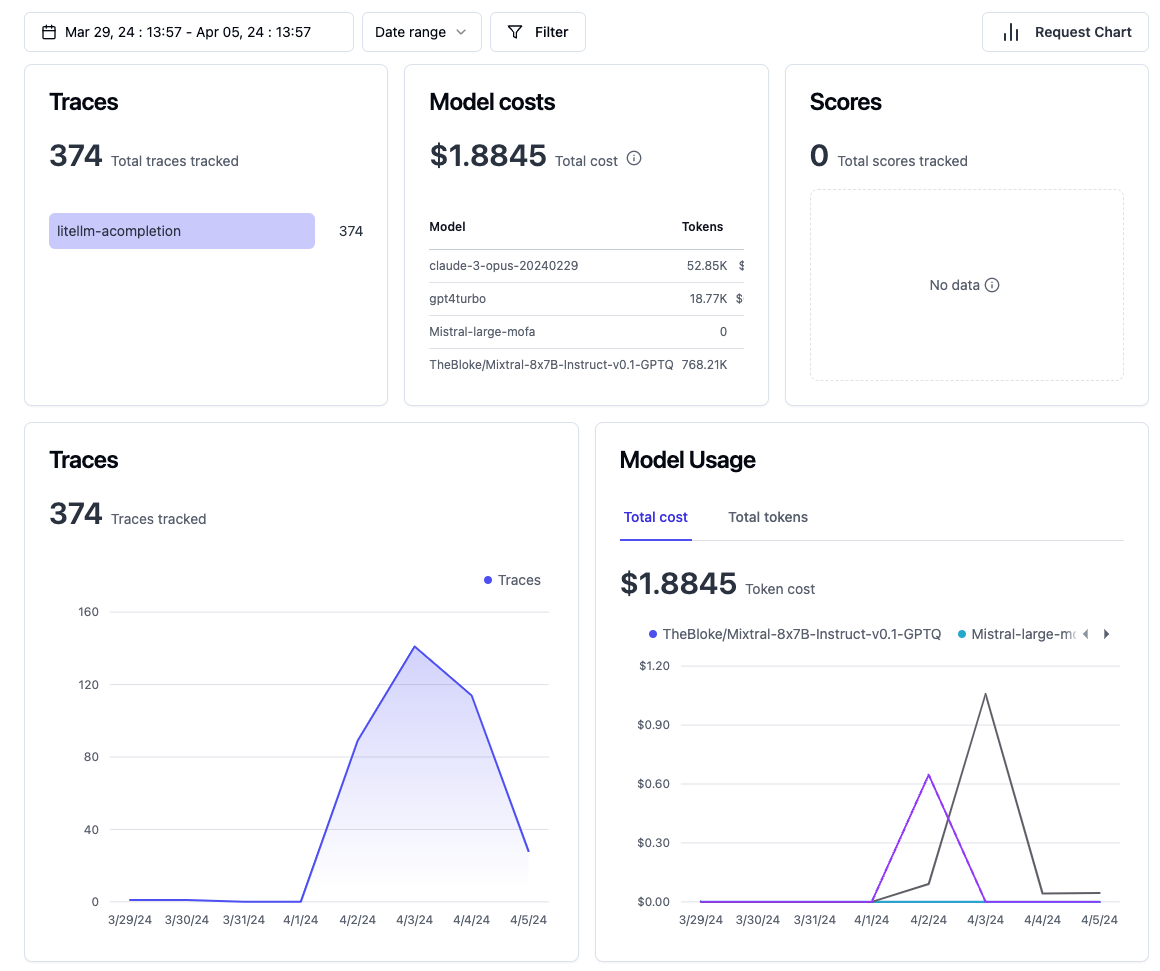 Mar 29, 24 : 13:57 - Apr 05, 24 : 13:57 Date range Filter Request Chart
Traces
374 Total traces tracked
litellm-acompletion 374
Model costs
$1.8845 Total cost
Model Tokens
claude-3-opus-20240229 52.85K $
gpt4turbo 18.77K $
Mistral-large-mofa 0
TheBloke/Mixtral-8x7B-Instruct-v0.1-GPTQ 768.21K
Scores
0 Total scores tracked
No data
Traces
374 Traces tracked
Traces
160
120
80
40
0
3/29/24 3/30/24 3/31/24 4/1/24 4/2/24 4/3/24 4/4/24 4/5/24
Model Usage
Total cost Total tokens
$1.8845 Token cost
TheBloke/Mixtral-8x7B-Instruct-v0.1-GPTQ Mistral-large-mo
$1.20
$0.90
$0.60
$0.30
$0.00
3/29/24 3/30/24 3/31/24 4/1/24 4/2/24 4/3/24 4/4/24 4/5/24